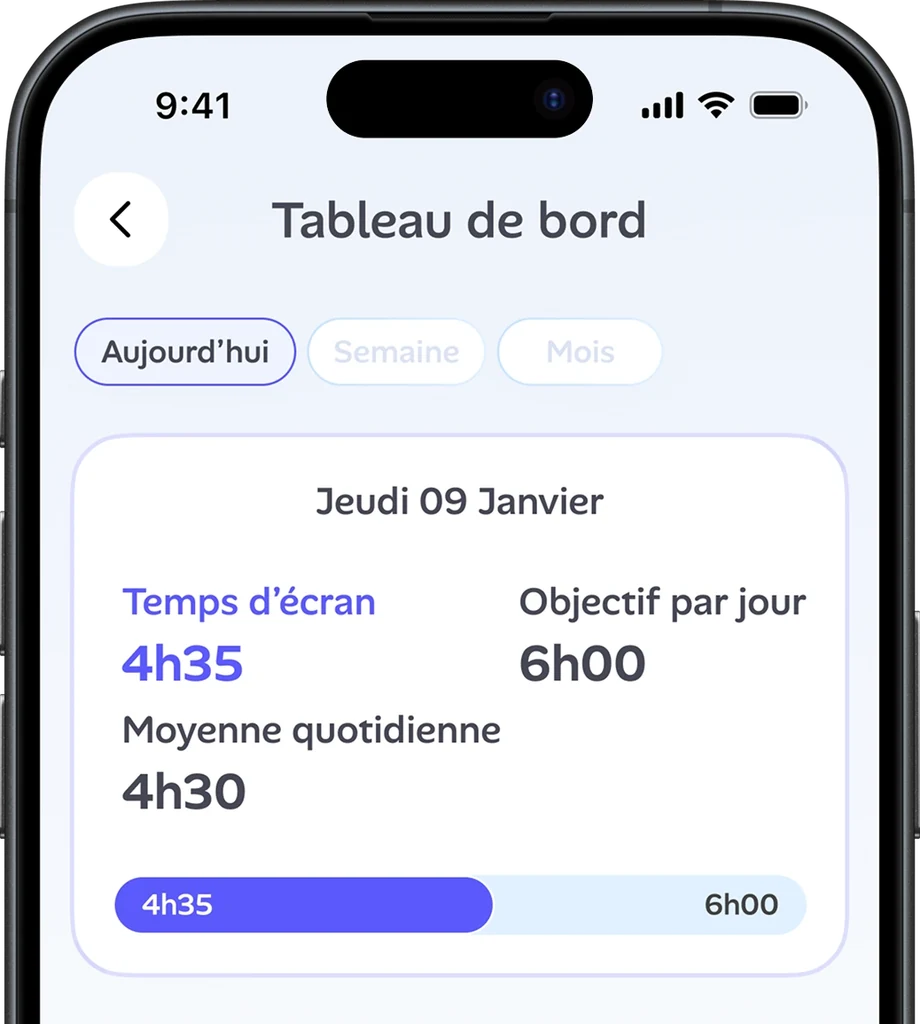 9:41
Tableau de bord
Aujourd’hui
Semaine
Mois
Jeudi 09 Janvier
Temps d’écran
4h35
Objectif par jour
6h00
Moyenne quotidienne
4h30
4h35
6h00